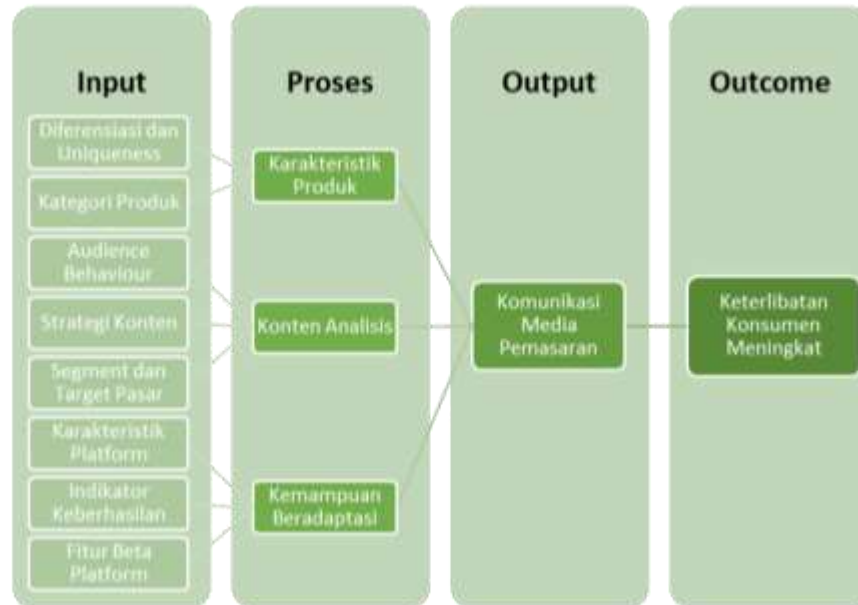 Input
Diferensiasi dan
Uniqueness
Kategori Produk
Audience
Behaviour
Strategi Konten
Segment dan
Target Pasar
Karakteristik
Platform
Indikator
Keberhasilan
Fitur Beta
Platform
Proses
Karakteristik
Produk
Konten Analisis
Kemampuan
Beradaptasi
Output
Komunikasi
Media
Pemasaran
Outcome
Keterlibatan
Konsumen
Meningkat